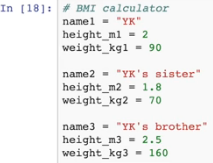 In [18]: # BMI calculator
name1 = "YK"
height_m1 = 2
weight_kg1 = 90
name2 = "YK's sister"
height_m2 = 1.8
weight_kg2 = 70
name3 = "YK's brother"
height_m3 = 2.5
weight_kg3 = 160